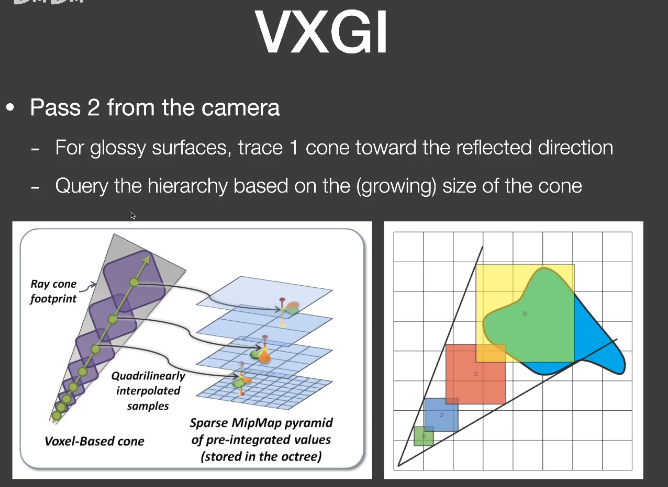 VXGI
• Pass 2 from the camera
– For glossy surfaces, trace 1 cone toward the reflected direction
– Query the hierarchy based on the (growing) size of the cone
Ray cone
footprint
Quadrilinearly
interpolated
samples
Voxel-Based cone
Sparse MipMap pyramid
of pre-integrated values
(stored in the octree)